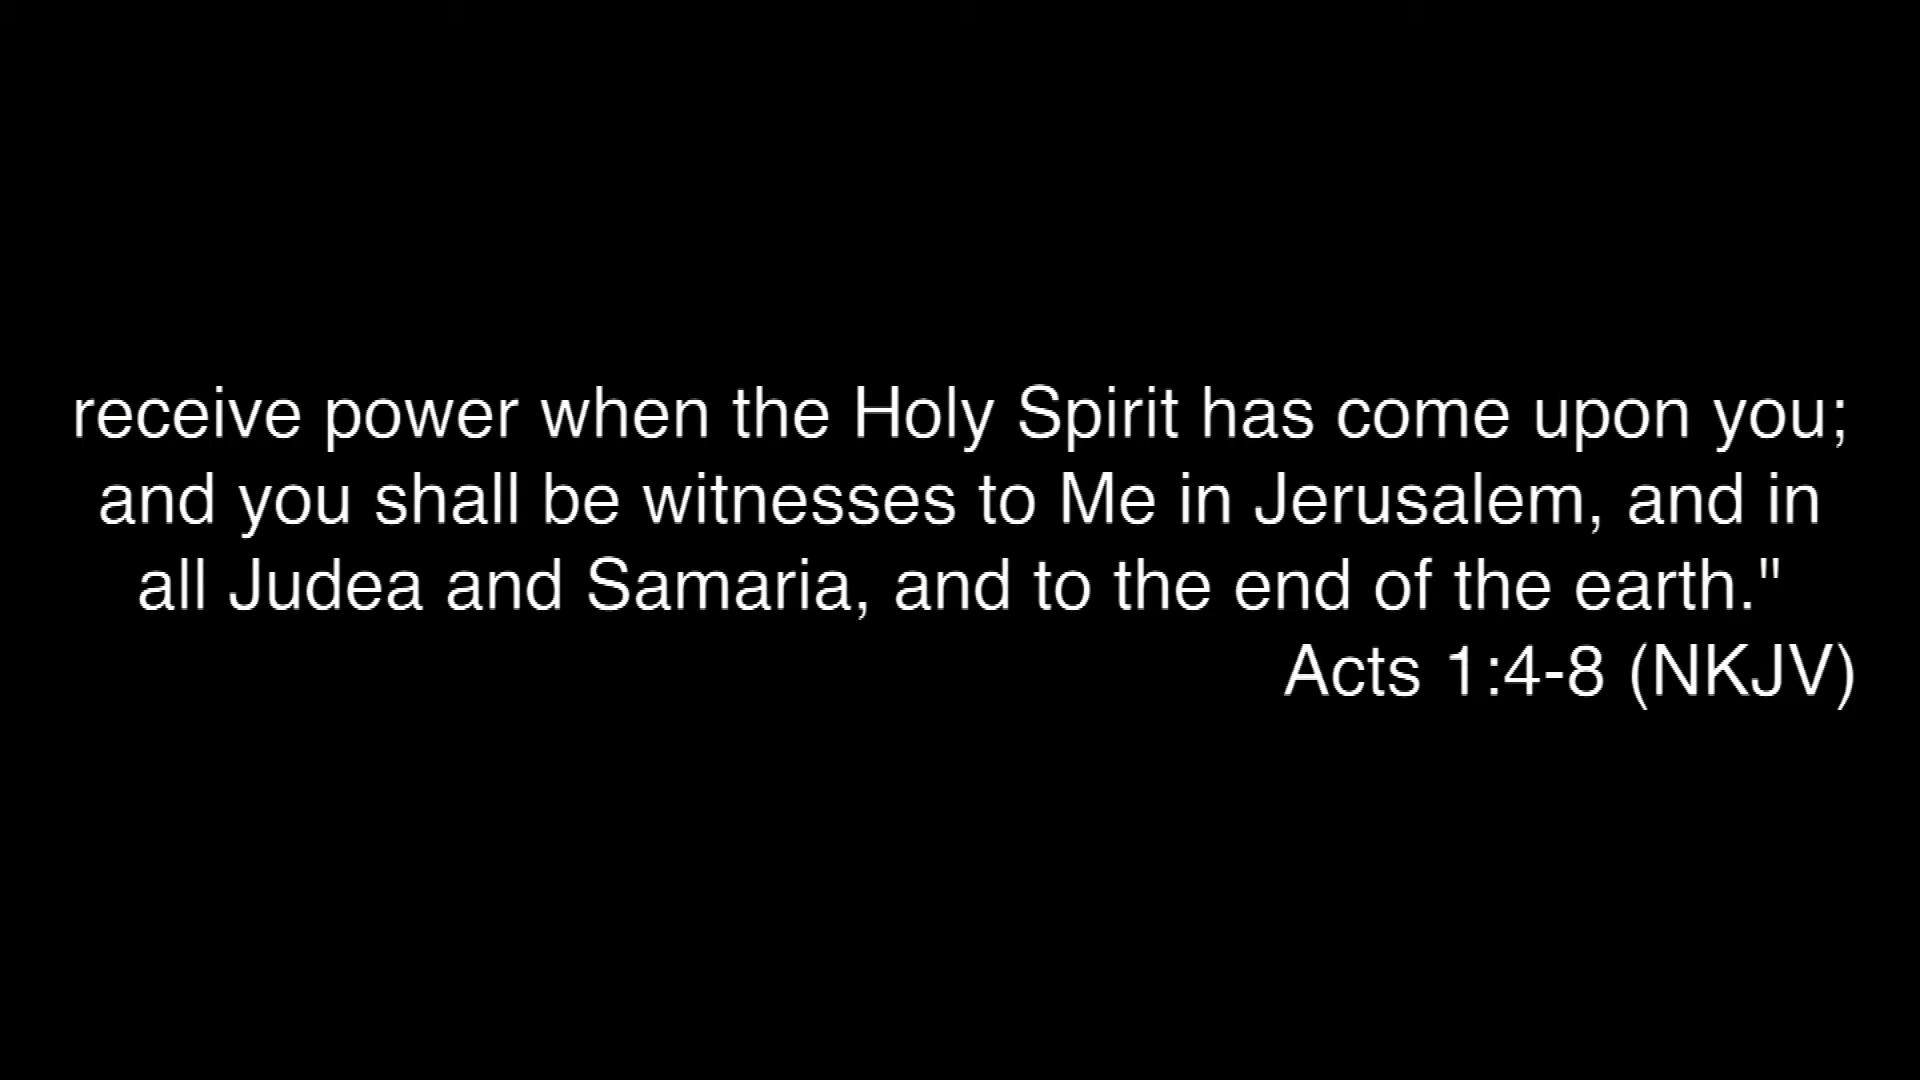 receive power when the Holy Spirit has come upon you;
and you shall be witnesses to Me in Jerusalem, and in
all Judea and Samaria, and to the end of the earth."
Acts 1:4-8 (NKJV)